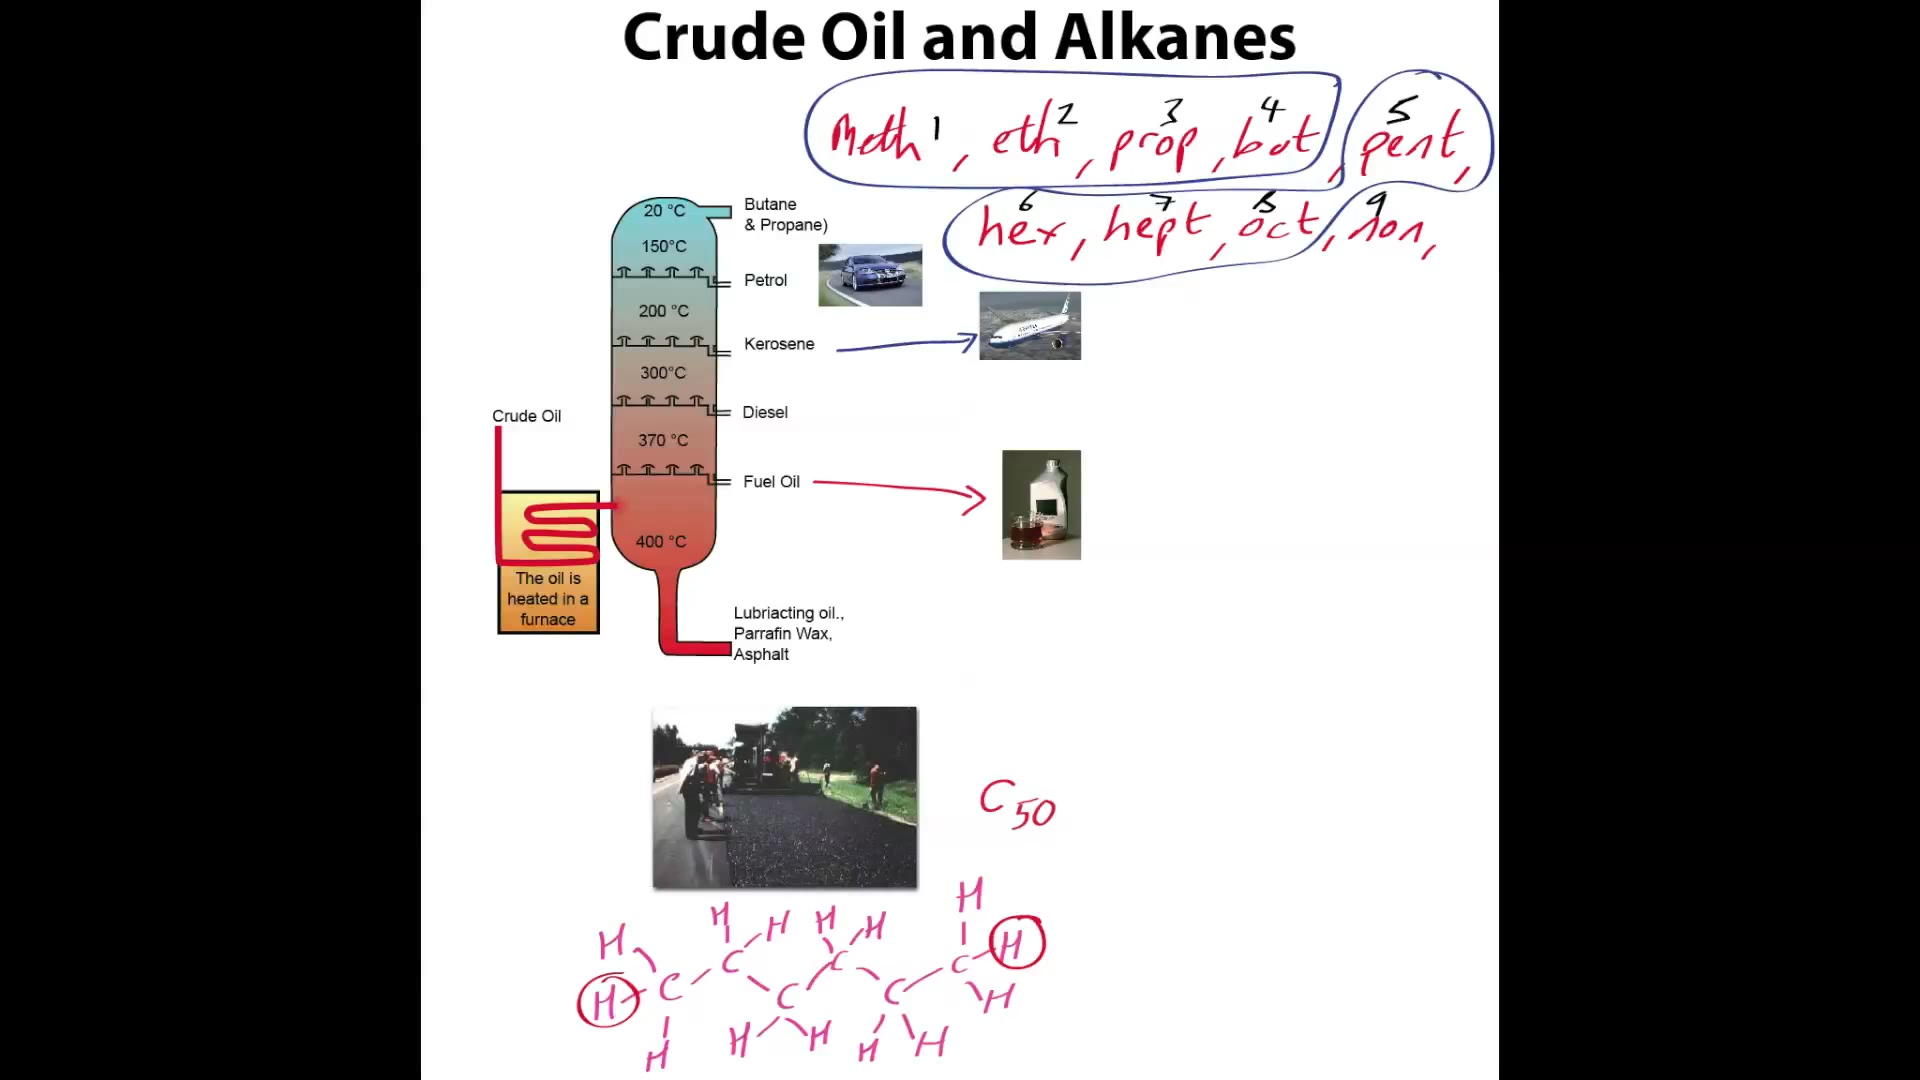 Crude Oil and Alkanes
Meth 1, eth 2, prop 3, but 4, pent 5,
hex 6, hept 7, oct 8, non 9,
20 °C
Butane
& Propane)
150°C
Petrol
200 °C
Kerosene
300°C
Diesel
370 °C
Fuel Oil
400 °C
Crude Oil
The oil is
heated in a
furnace
Lubriacting oil.,
Parrafin Wax,
Asphalt
C50
H
H H H H H
H C C C H
H C C C H
H H H H H